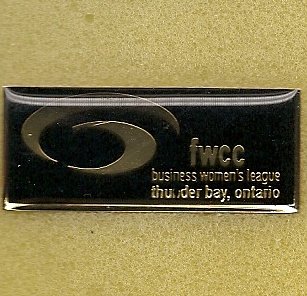 fwcc
business women's league
thunder bay, ontario